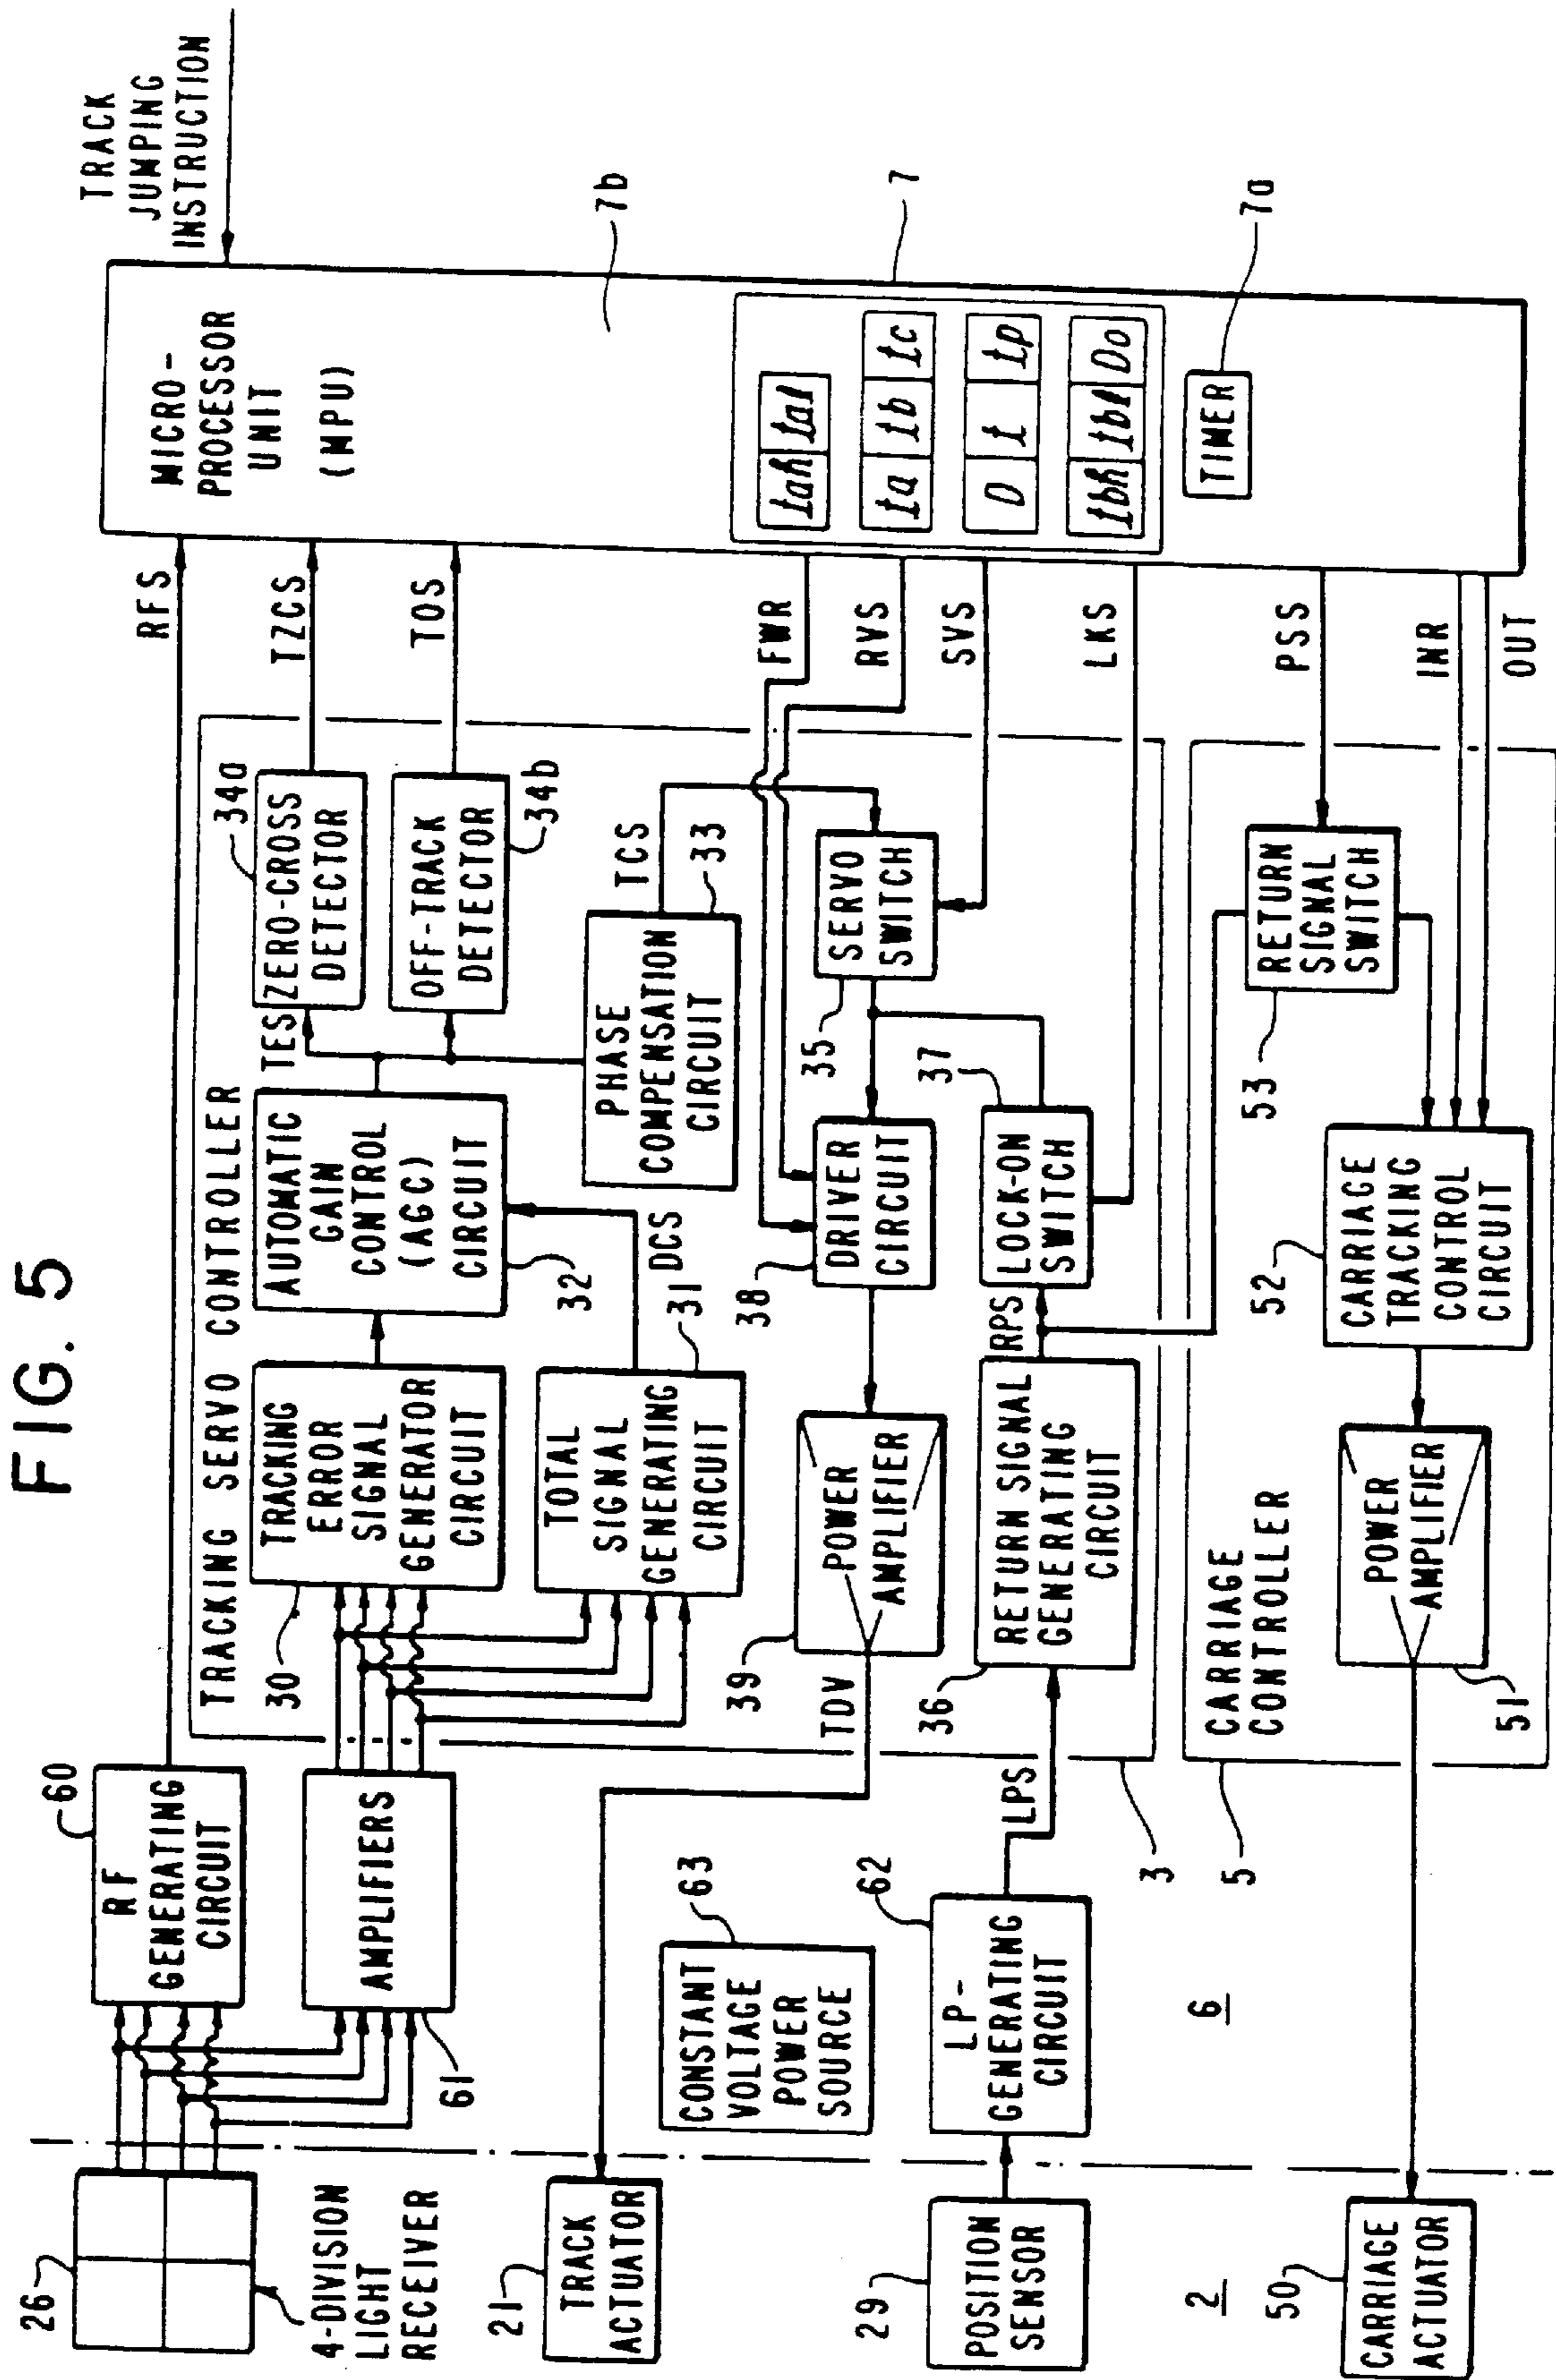 FIG. 5
TRACK
JUMPING
INSTRUCTION
26
4-DIVISION
LIGHT
RECEIVER
60
RF
GENERATING
CIRCUIT
AMPLIFIERS
61
RFS
TRACKING SERVO CONTROLLER
30
TRACKING
ERROR
SIGNAL
GENERATOR
CIRCUIT
AUTOMATIC
GAIN
CONTROL
(AGC)
CIRCUIT
32
TES
34a
ZERO-CROSS
DETECTOR
TZCS
OFF-TRACK
DETECTOR
34b
TOS
TOTAL
SIGNAL
GENERATING
CIRCUIT
31
DCS
PHASE
COMPENSATION
CIRCUIT
33
TCS
MICRO-
PROCESSOR
UNIT
(MPU)
7b
7
tah tal
ta tb tc
D t tp
tbh tbl Do
TIMER
7a
21
TRACK
ACTUATOR
CONSTANT
VOLTAGE
POWER
SOURCE
63
TDV
39
POWER
AMPLIFIER
38
DRIVER
CIRCUIT
35
SERVO
SWITCH
FWR
RVS
SVS
LKS
29
POSITION
SENSOR
LP-
GENERATING
CIRCUIT
62
LPS
36
RETURN SIGNAL
GENERATING
CIRCUIT
RPS
37
LOCK-ON
SWITCH
3
2
6
5
CARRIAGE
CONTROLLER
50
CARRIAGE
ACTUATOR
POWER
AMPLIFIER
51
52
CARRIAGE
TRACKING
CONTROL
CIRCUIT
53
RETURN
SIGNAL
SWITCH
PSS
INR
OUT